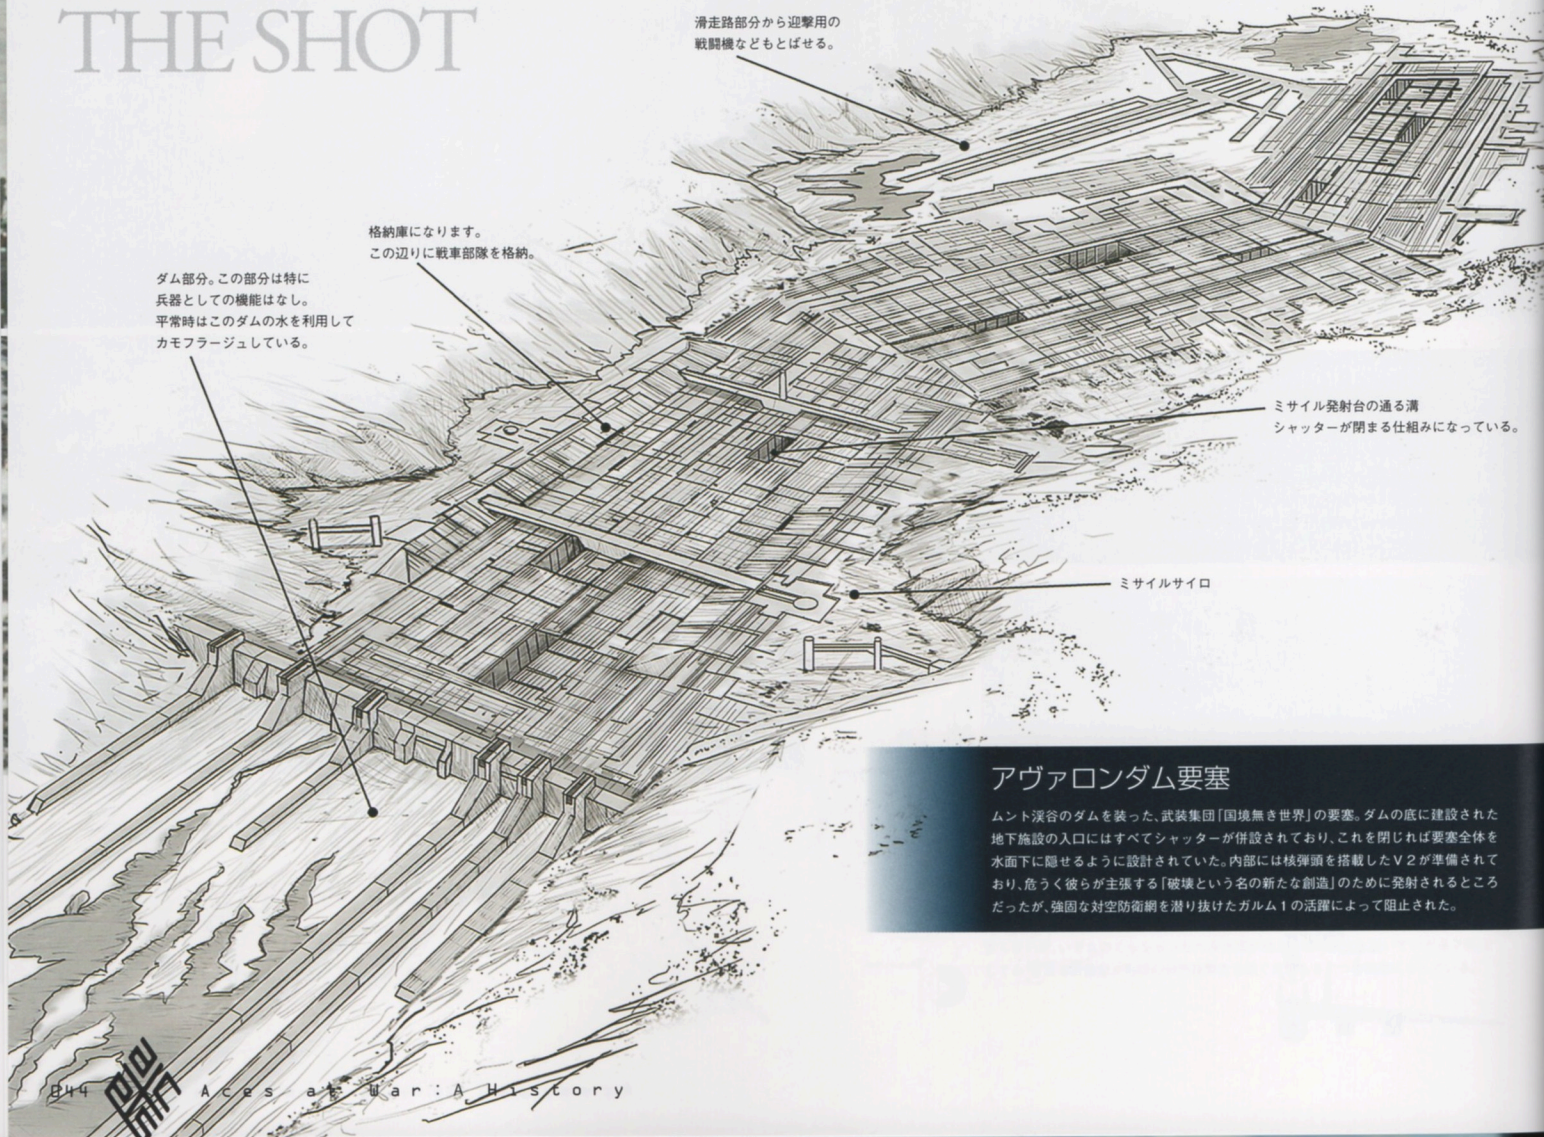 THE SHOT
滑走路部分から迎撃用の
戦闘機などもとばせる。
格納庫になります。
この辺りに戦車部隊を格納。
ダム部分。この部分は特に
兵器としての機能はなし。
平常時はこのダムの水を利用して
カモフラージュしている。
ミサイル発射台の通る溝
シャッターが閉まる仕組みになっている。
ミサイルサイロ
アヴァロンダム要塞
ムント渓谷のダムを装った、武装集団「国境無き世界」の要塞。ダムの底に建設された
地下施設の入口にはすべてシャッターが併設されており、これを閉じれば要塞全体を
水面下に隠せるように設計されていた。内部には核弾頭を搭載したV2が準備されて
おり、危うく彼らが主張する「破壊という名の新たな創造」のために発射されるところ
だったが、強固な対空防衛網を潜り抜けたガルム1の活躍によって阻止された。
044 Aces at War:A History